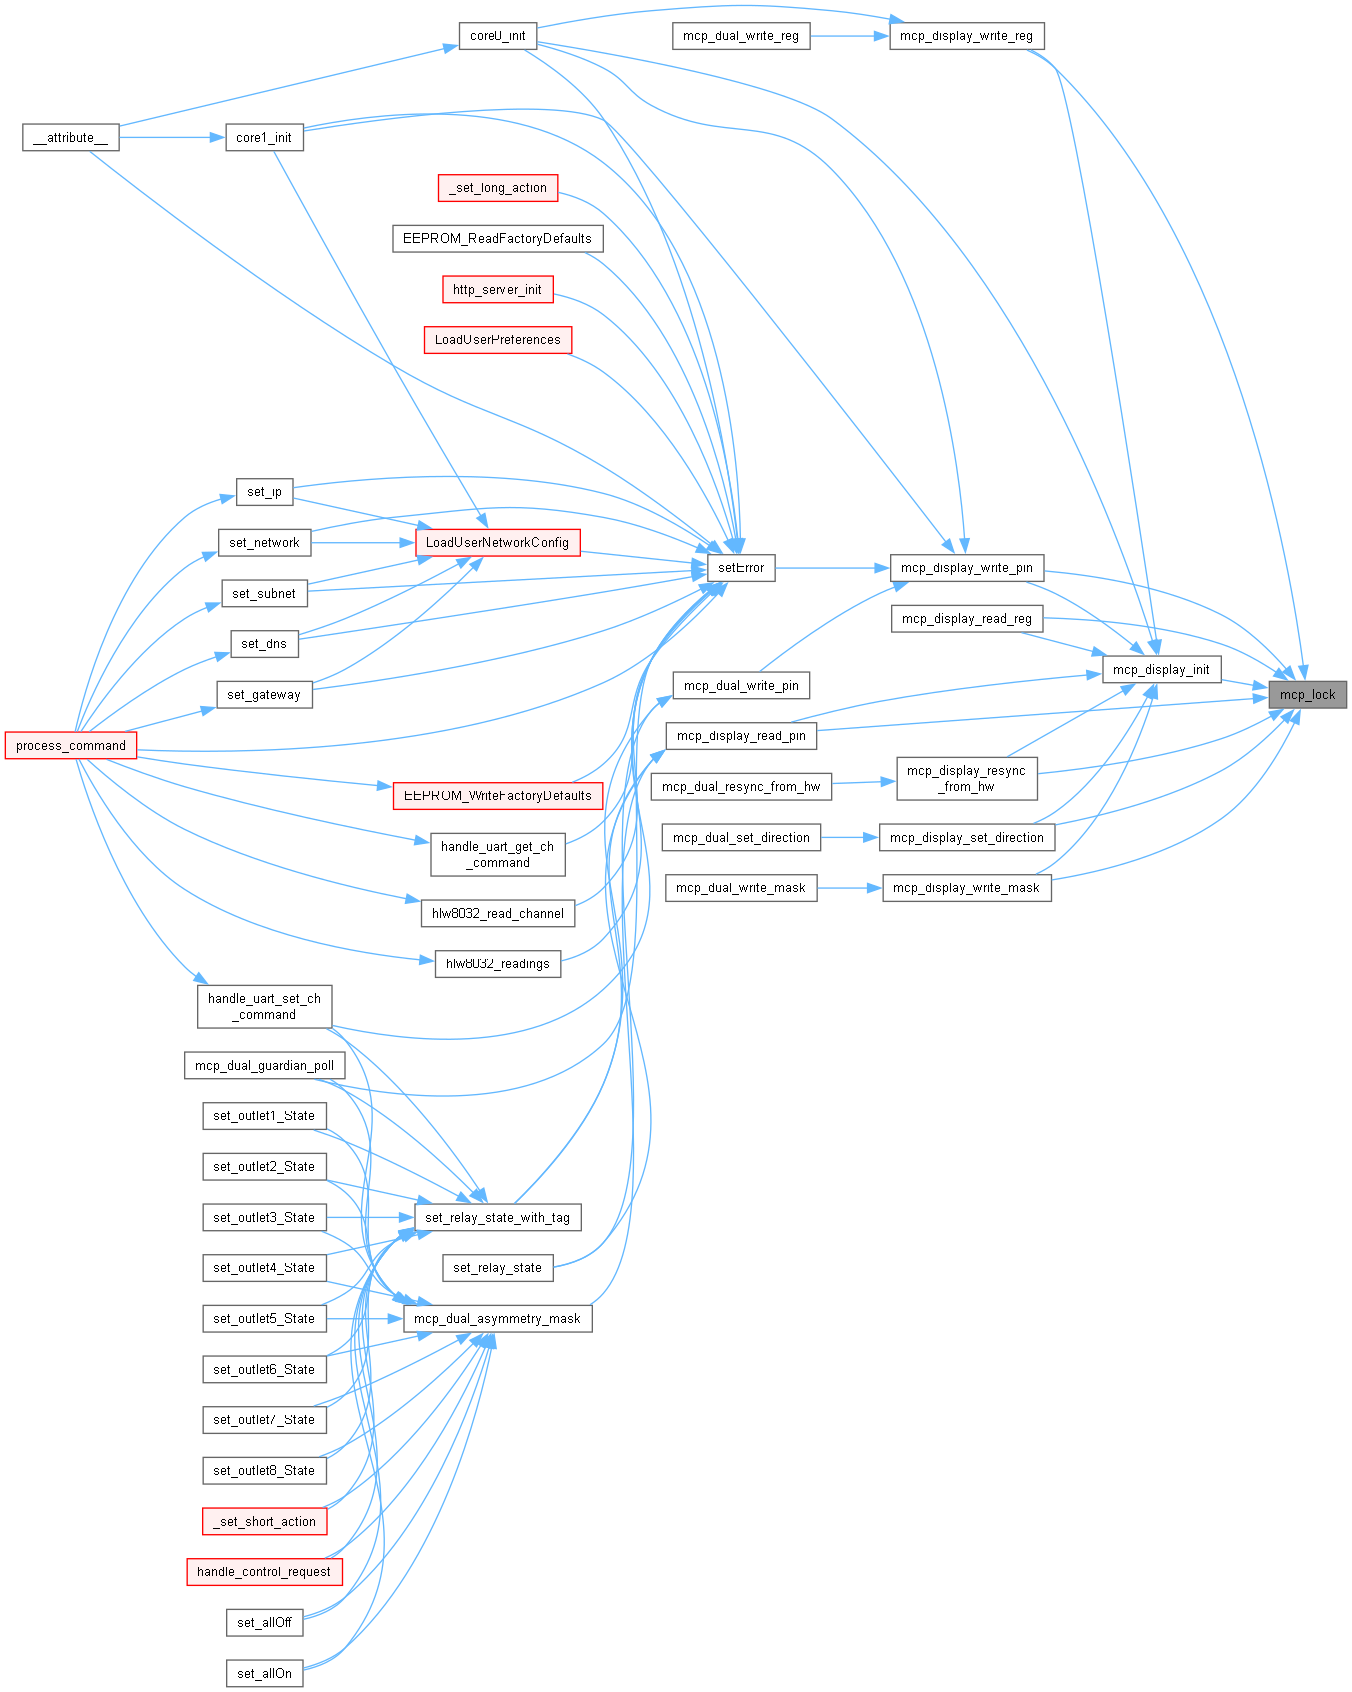 core0_init
mcp_dual_write_reg
mcp_display_write_reg
__attribute__
core1_init
_set_long_action
EEPROM_ReadFactoryDefaults
http_server_init
LoadUserPreferences
set_ip
set_network
LoadUserNetworkConfig
setError
mcp_display_write_pin
set_subnet
mcp_display_read_reg
set_dns
mcp_display_init
set_gateway
mcp_dual_write_pin
mcp_lock
process_command
mcp_display_read_pin
mcp_display_resync
_from_hw
mcp_dual_resync_from_hw
EEPROM_WriteFactoryDefaults
mcp_dual_set_direction
mcp_display_set_direction
handle_uart_get_ch
_command
mcp_dual_write_mask
mcp_display_write_mask
hlw8032_read_channel
hlw8032_readings
handle_uart_set_ch
_command
mcp_dual_guardian_poll
set_outlet1_State
set_outlet2_State
set_outlet3_State
set_relay_state_with_tag
set_outlet4_State
set_relay_state
set_outlet5_State
mcp_dual_asymmetry_mask
set_outlet6_State
set_outlet7_State
set_outlet8_State
_set_short_action
handle_control_request
set_allOff
set_allOn